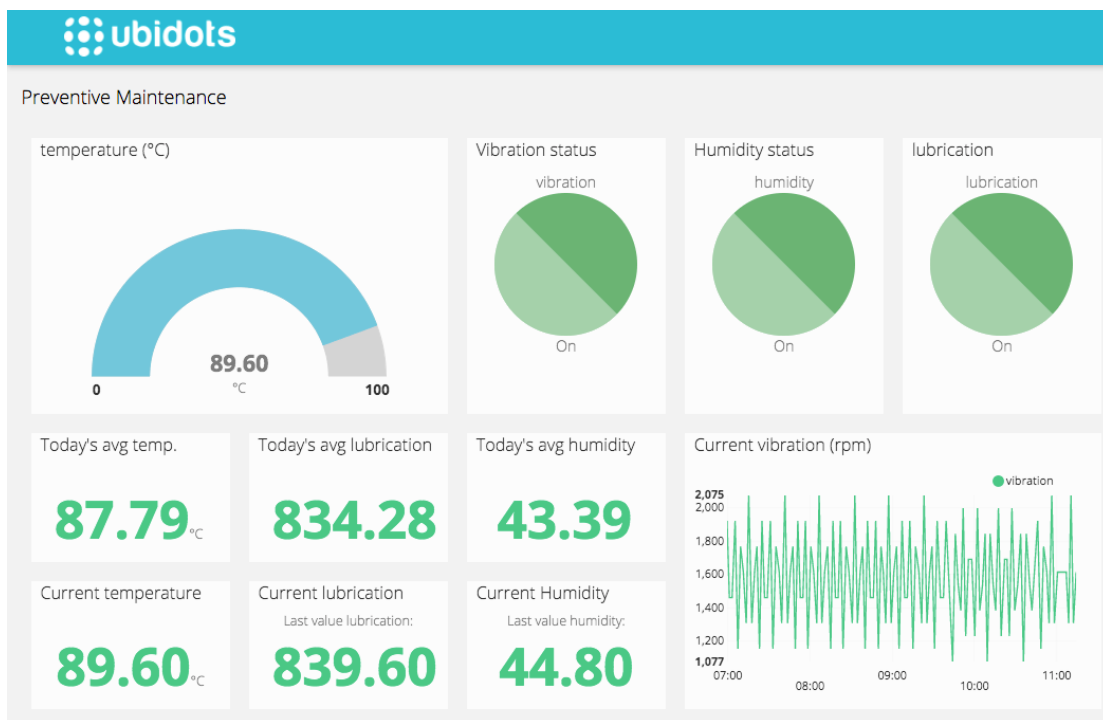 ubidots
Preventive Maintenance
temperature (°C)
89.60
°C
0
100
Vibration status
vibration
On
Humidity status
humidity
On
lubrication
lubrication
On
Today's avg temp.
87.79 °C
Today's avg lubrication
834.28
Today's avg humidity
43.39
Current temperature
89.60 °C
Current lubrication
Last value lubrication:
839.60
Current Humidity
Last value humidity:
44.80
Current vibration (rpm)
vibration
2,075
2,000
1,800
1,600
1,400
1,200
1,077
07:00
08:00
09:00
10:00
11:00